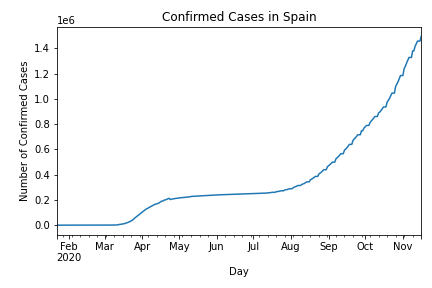 Confirmed Cases in Spain
1e6
1.4
1.2
1.0
0.8
0.6
0.4
0.2
0.0
Number of Confirmed Cases
Feb Mar Apr May Jun Jul Aug Sep Oct Nov
2020
Day